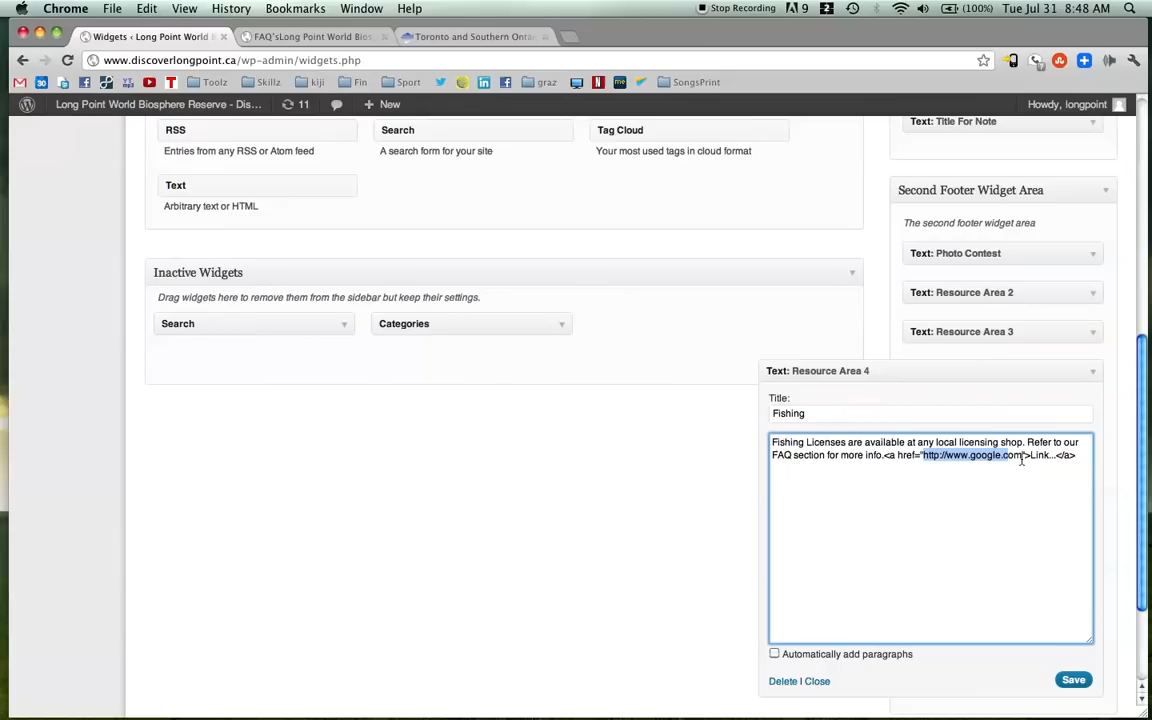 Chrome File Edit View History Bookmarks Window Help Stop Recording 9 2 (100%) Tue Jul 31 8:48 AM
Widgets ‹ Long Point World B FAQ'sLong Point World Bios Toronto and Southern Onta
www.discoverlongpoint.ca/wp-admin/widgets.php
30 Toolz Skillz kiji Fin Sport graz me SongsPrint
Long Point World Biosphere Reserve - Dis... 11 New Howdy, longpoint
RSS Search Tag Cloud Text: Title For Note
Entries from any RSS or Atom feed A search form for your site Your most used tags in cloud format
Text
Arbitrary text or HTML
Second Footer Widget Area
The second footer widget area
Text: Photo Contest
Text: Resource Area 2
Text: Resource Area 3
Inactive Widgets
Drag widgets here to remove them from the sidebar but keep their settings.
Search Categories
Text: Resource Area 4
Title:
Fishing
Fishing Licenses are available at any local licensing shop. Refer to our
FAQ section for more info.<a href="http://www.google.com">Link...</a>
Automatically add paragraphs
Delete | Close Save